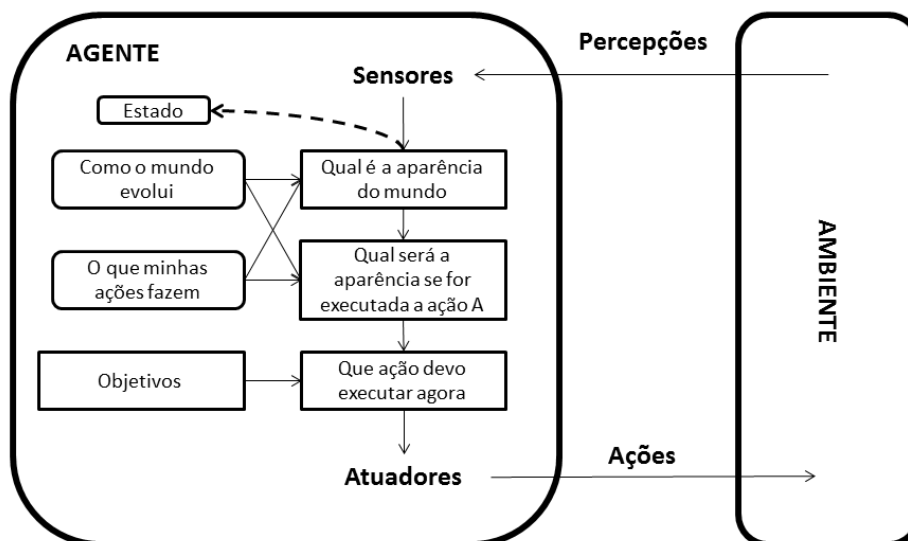 Percepções
AGENTE
Sensores
Estado
Como o mundo
evolui
Qual é a aparência
do mundo
O que minhas
ações fazem
Qual será a
aparência se for
executada a ação A
Objetivos
Que ação devo
executar agora
Atuadores
Ações
AMBIENTE